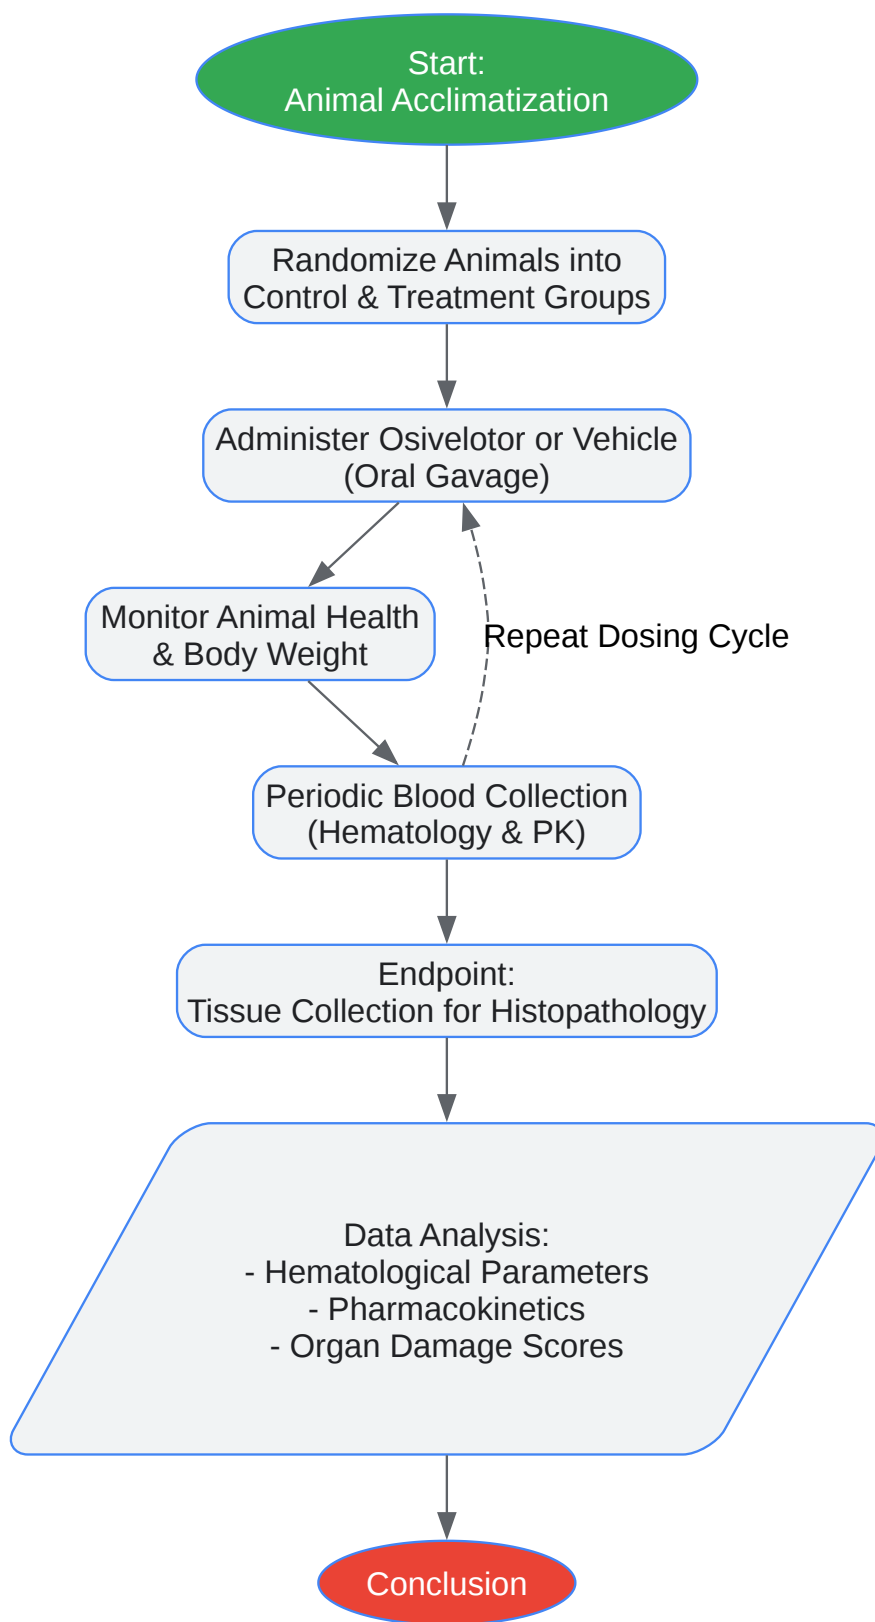 Start:
Animal Acclimatization
Randomize Animals into
Control & Treatment Groups
Administer Osivelotor or Vehicle
(Oral Gavage)
Monitor Animal Health
& Body Weight
Repeat Dosing Cycle
Periodic Blood Collection
(Hematology & PK)
Endpoint:
Tissue Collection for Histopathology
Data Analysis:
- Hematological Parameters
- Pharmacokinetics
- Organ Damage Scores
Conclusion